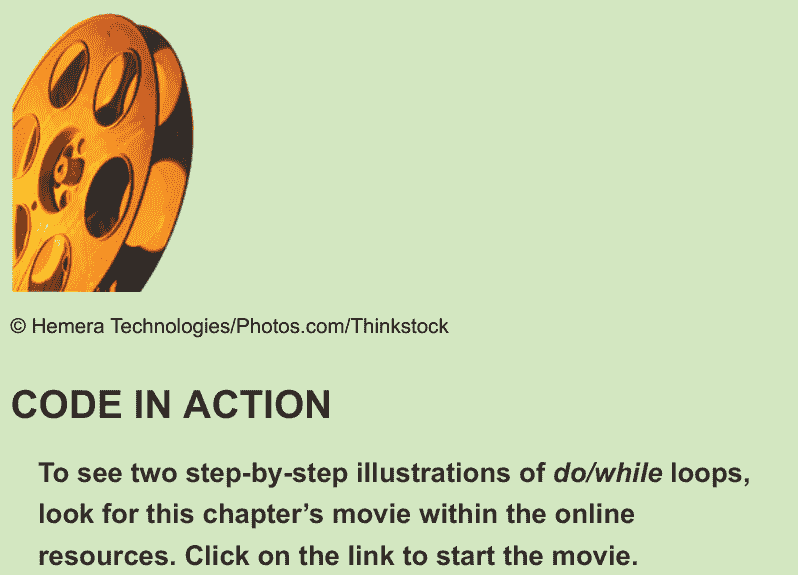 © Hemera Technologies/Photos.com/Thinkstock
CODE IN ACTION
To see two step-by-step illustrations of do/while loops,
look for this chapter’s movie within the online
resources. Click on the link to start the movie.